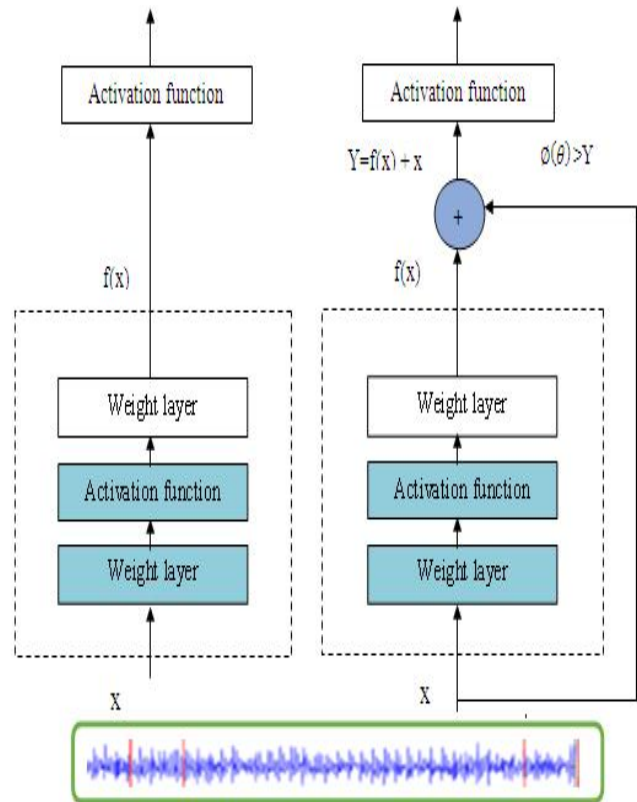 Activation function
f(x)
Weight layer
Activation function
Weight layer
x
Activation function
Y=f(x)+x
Ø(θ)>Y
+
f(x)
Weight layer
Activation function
Weight layer
x